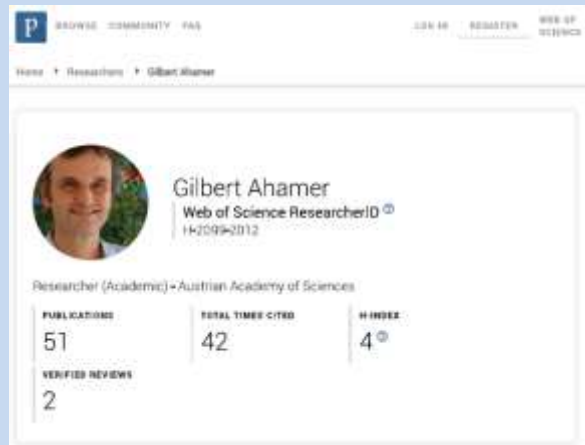 P BROWSE COMMUNITY FAQ LOG IN REGISTER WEB OF SCIENCE
Home Researchers Gilbert Ahamer
Gilbert Ahamer
Web of Science ResearcherID
H-2099-2012
Researcher (Academic) - Austrian Academy of Sciences
PUBLICATIONS TOTAL TIMES CITED H-INDEX
51 42 4
VERIFIED REVIEWS
2